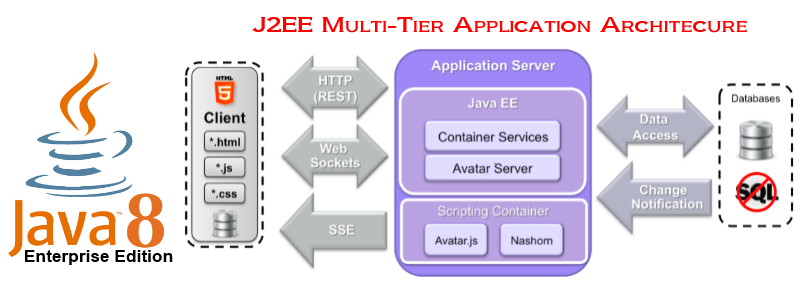 J2EE Multi-Tier Application Architecure
Java™ 8
Enterprise Edition
HTML
5
Client
*.html
*.js
*.css
HTTP
(REST)
Web
Sockets
SSE
Application Server
Java EE
Container Services
Avatar Server
Scripting Container
Avatar.js
Nashorn
Data
Access
Change
Notification
Databases
SQL